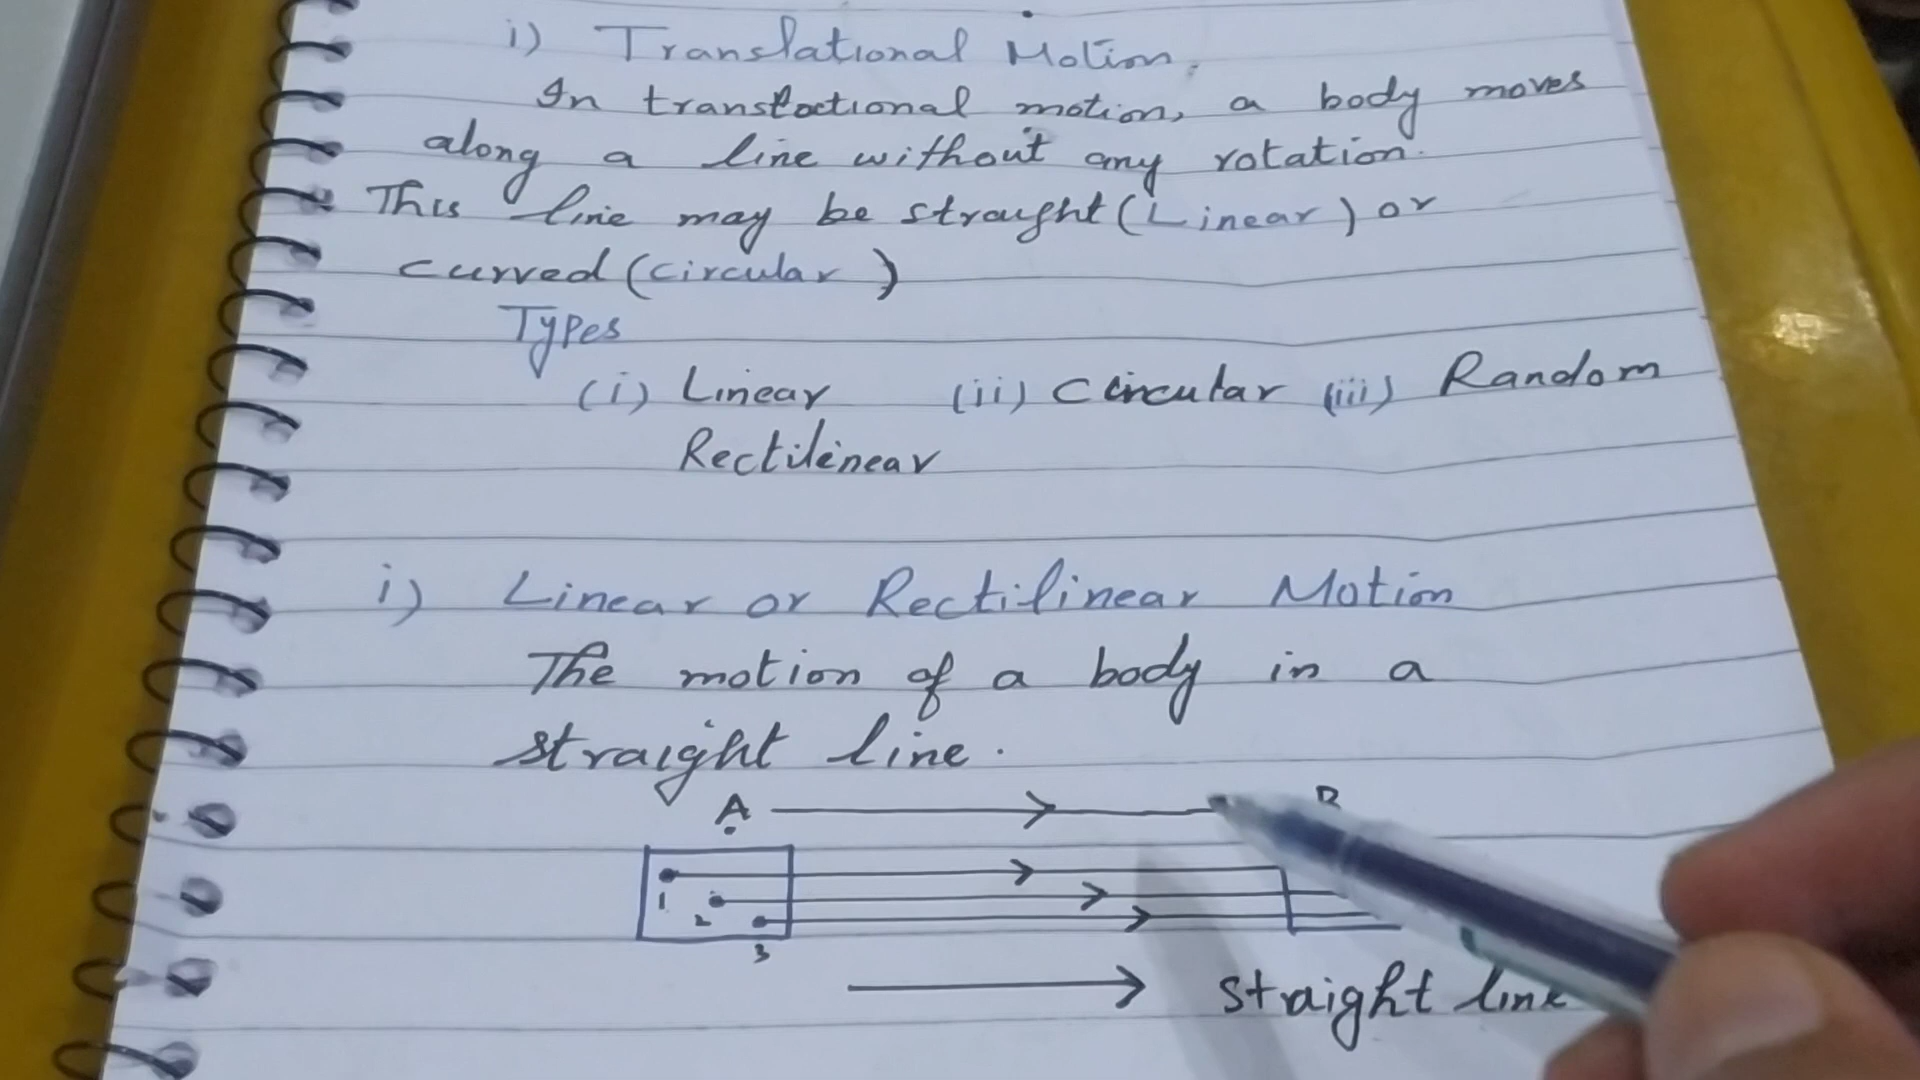 i) Translational Motion.
In translational motion, a body moves
along a line without any rotation.
This line may be straight (Linear) or
curved (circular)
Types
(i) Linear (ii) Circular (iii) Random
Rectilinear
i) Linear or Rectilinear Motion
The motion of a body in a
straight line.
A B
1
2
3
straight line